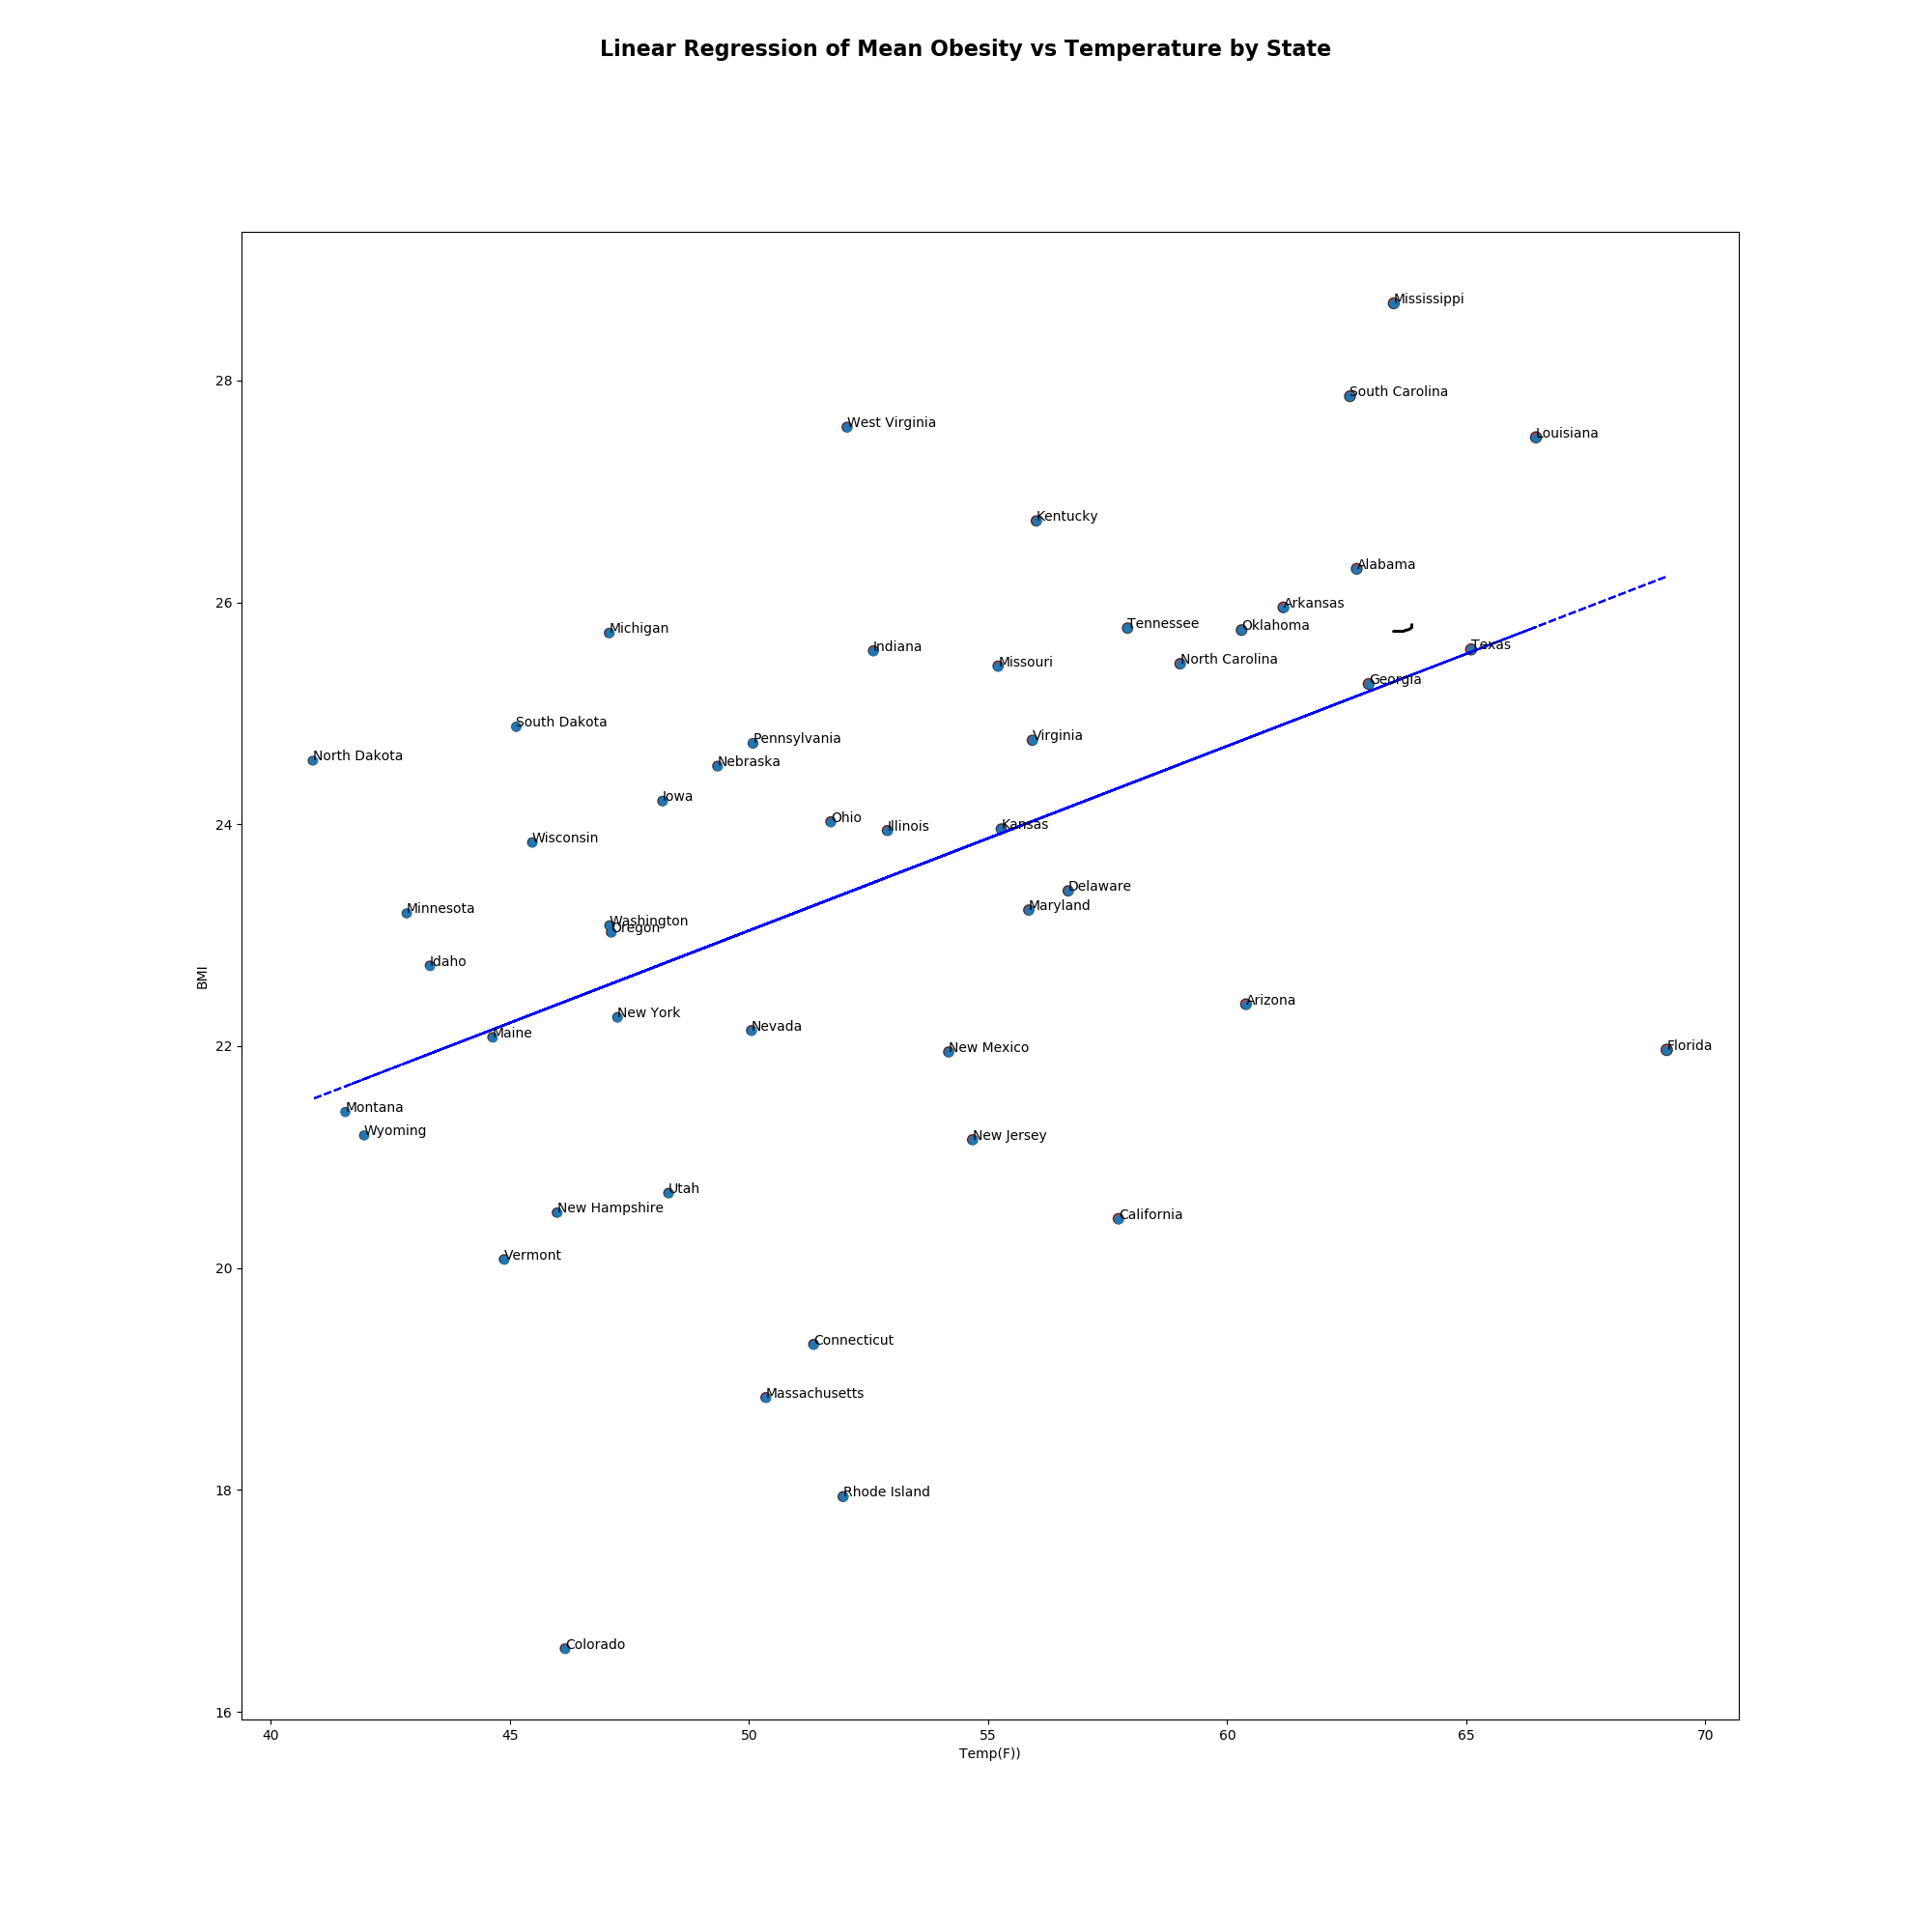 Linear Regression of Mean Obesity vs Temperature by State
Mississippi
28
South Carolina
West Virginia
Louisiana
Kentucky
Alabama
26
Arkansas
Tennessee
Oklahoma
Michigan
Indiana
Texas
Missouri
North Carolina
Georgia
South Dakota
Virginia
Pennsylvania
North Dakota
Nebraska
Iowa
Ohio
24
Kansas
Illinois
Wisconsin
Delaware
Maryland
Minnesota
Washington
Oregon
Idaho
BMI
Arizona
New York
Nevada
Maine
22
Florida
New Mexico
Montana
Wyoming
New Jersey
Utah
New Hampshire
California
Vermont
20
Connecticut
Massachusetts
18
Rhode Island
Colorado
16
40 45 50 55 60 65 70
Temp(F))